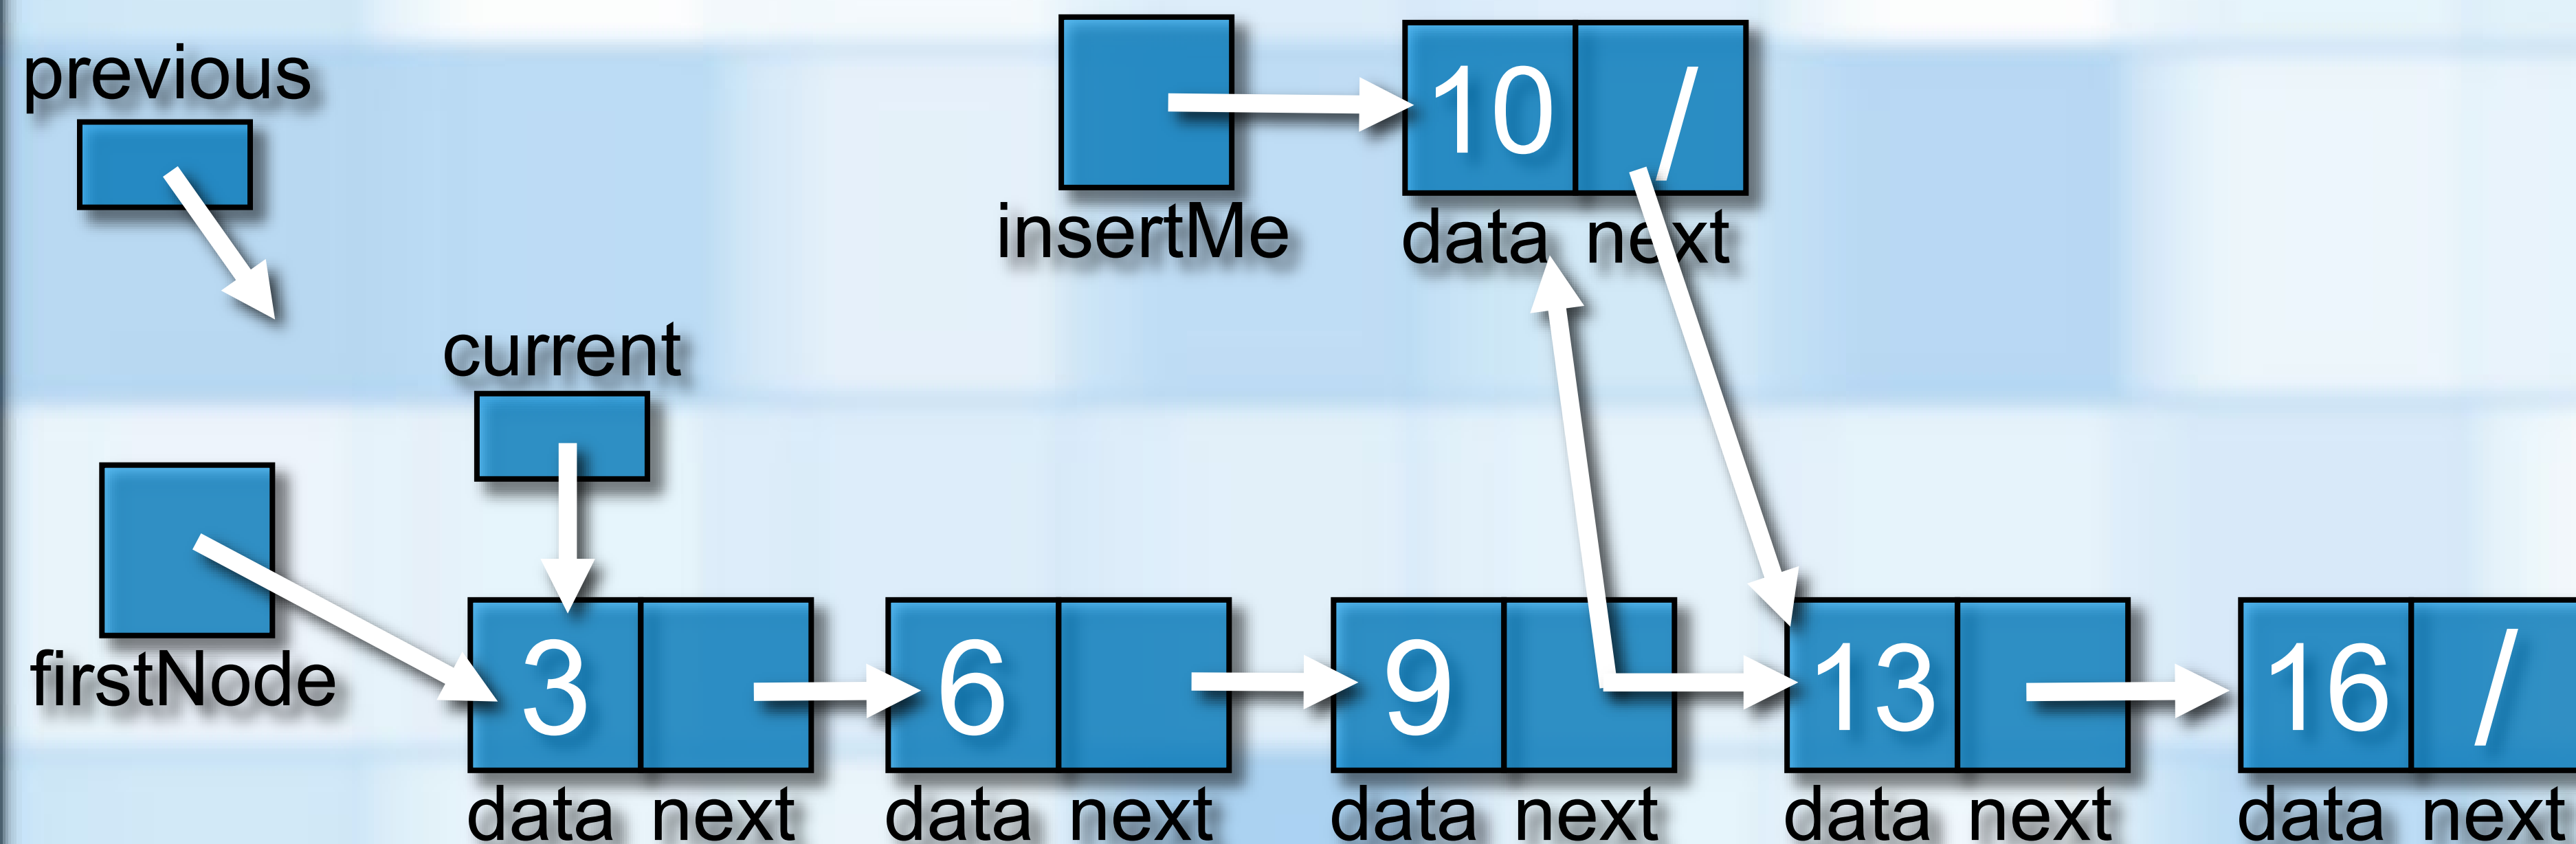 previous
10 /
insertMe
data next
current
firstNode
3 6 9 13 16 /
data next data next data next data next data next